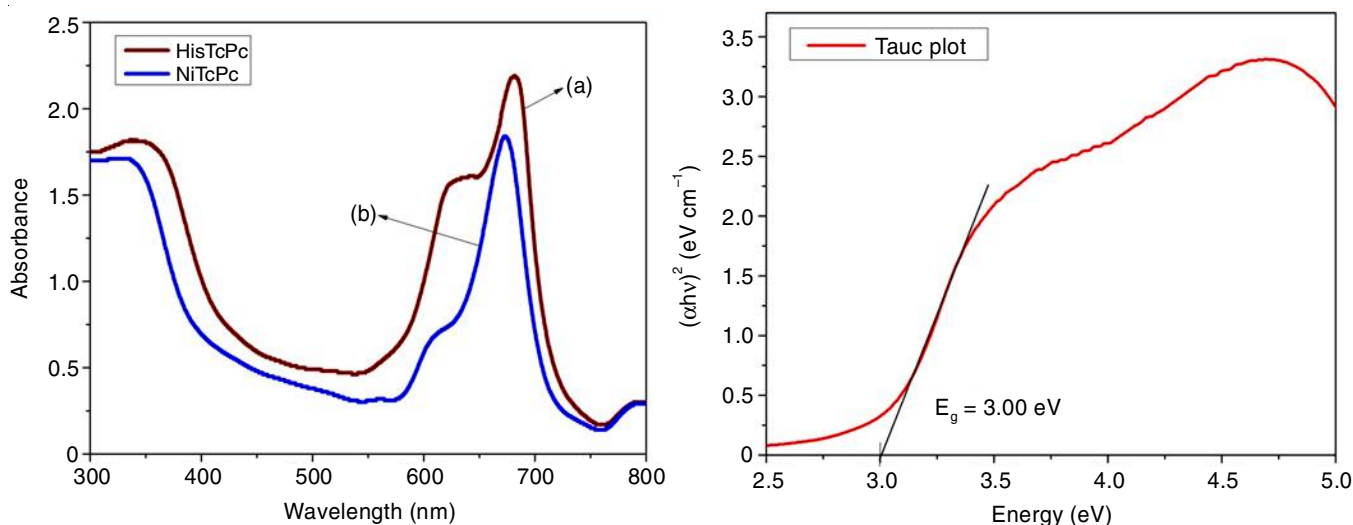 2.5
2.0
1.5
1.0
0.5
0
300
400
500
600
700
800
Absorbance
Wavelength (nm)
HisTcPc
NiTcPc
(a)
(b)
3.5
3.0
2.5
2.0
1.5
1.0
0.5
0
2.5
3.0
3.5
4.0
4.5
5.0
(αhν)² (eV cm⁻¹)
Energy (eV)
Tauc plot
E_g = 3.00 eV